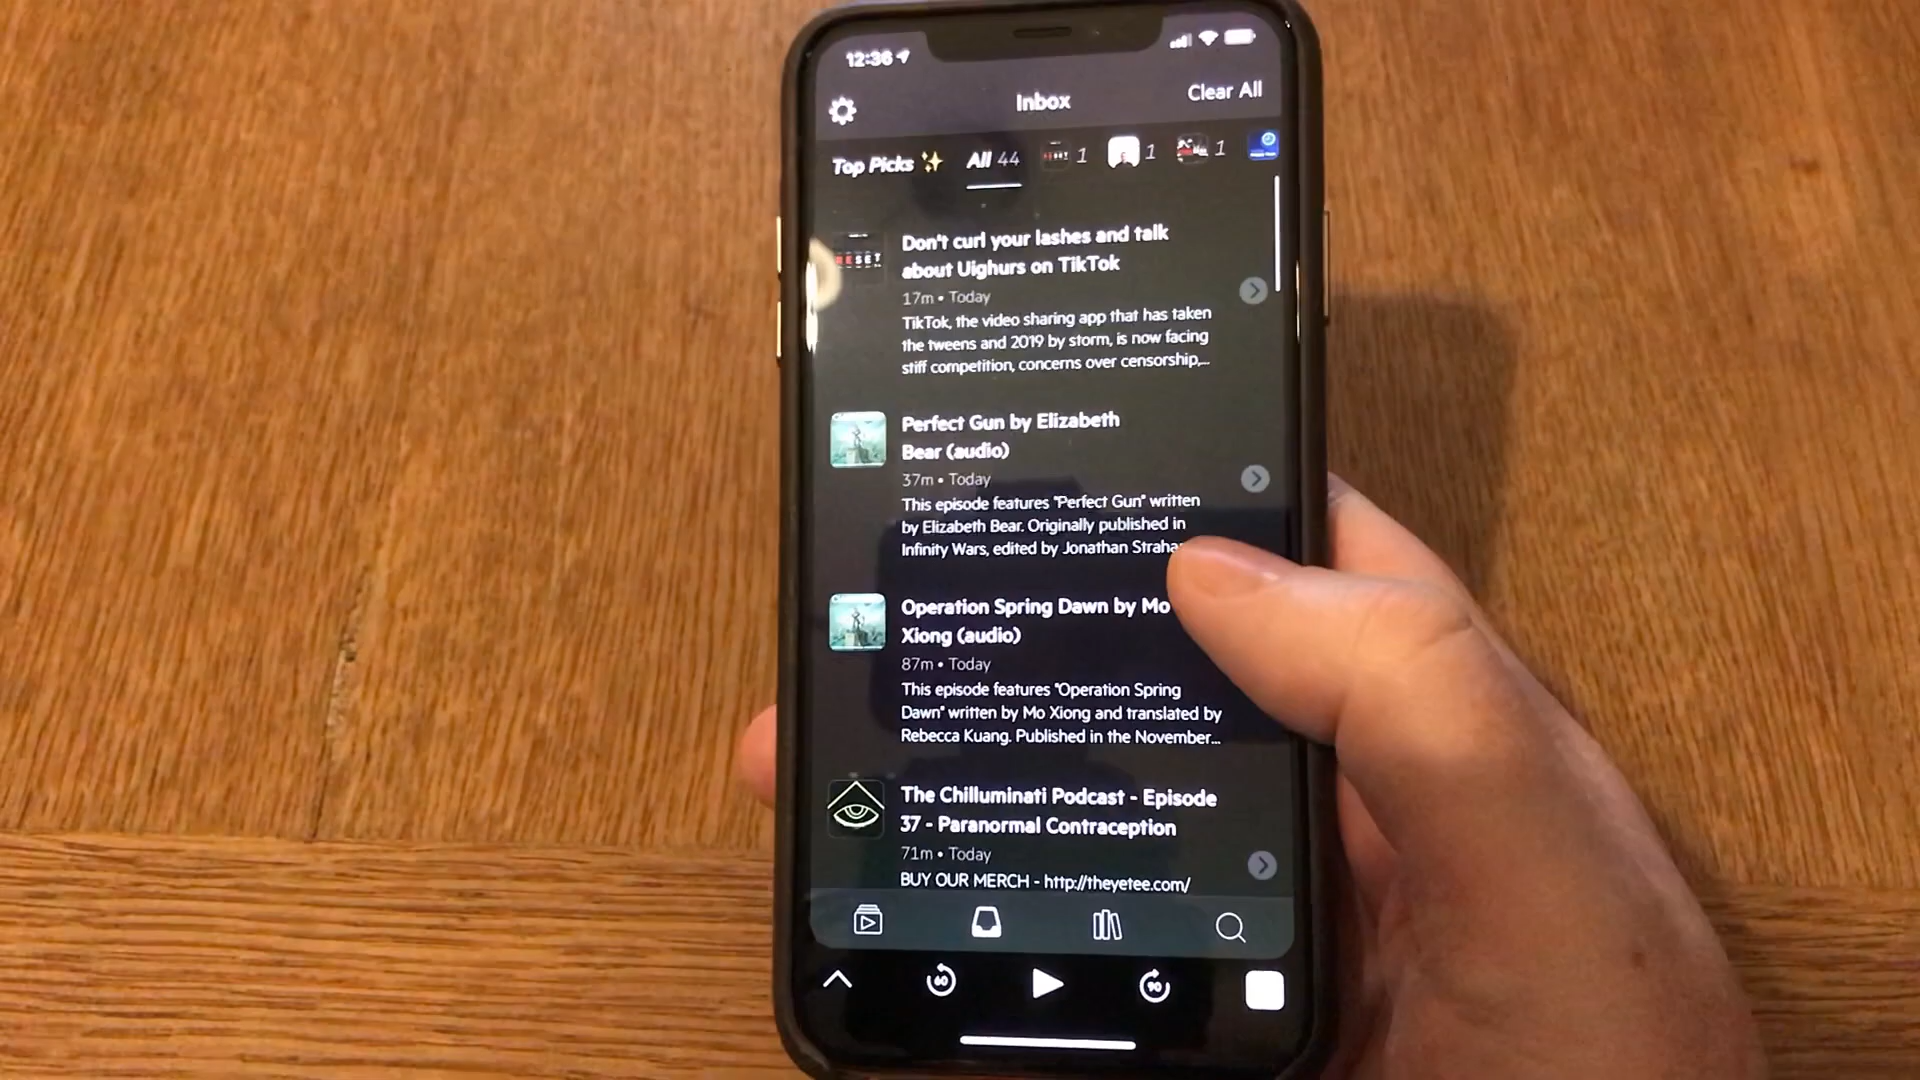 12:36
Inbox
Clear All
Top Picks ✨ All 44 1 1 1
RESET
Don't curl your lashes and talk
about Uighurs on TikTok
17m • Today
TikTok, the video sharing app that has taken
the tweens and 2019 by storm, is now facing
stiff competition, concerns over censorship,...
Perfect Gun by Elizabeth
Bear (audio)
37m • Today
This episode features "Perfect Gun" written
by Elizabeth Bear. Originally published in
Infinity Wars, edited by Jonathan
Operation Spring Dawn by Mo
Xiong (audio)
87m • Today
This episode features "Operation Spring
Dawn" written by Mo Xiong and translated by
Rebecca Kuang. Published in the November...
The Chilluminati Podcast - Episode
37 - Paranormal Contraception
71m • Today
BUY OUR MERCH - http://theyetee.com/
60
90